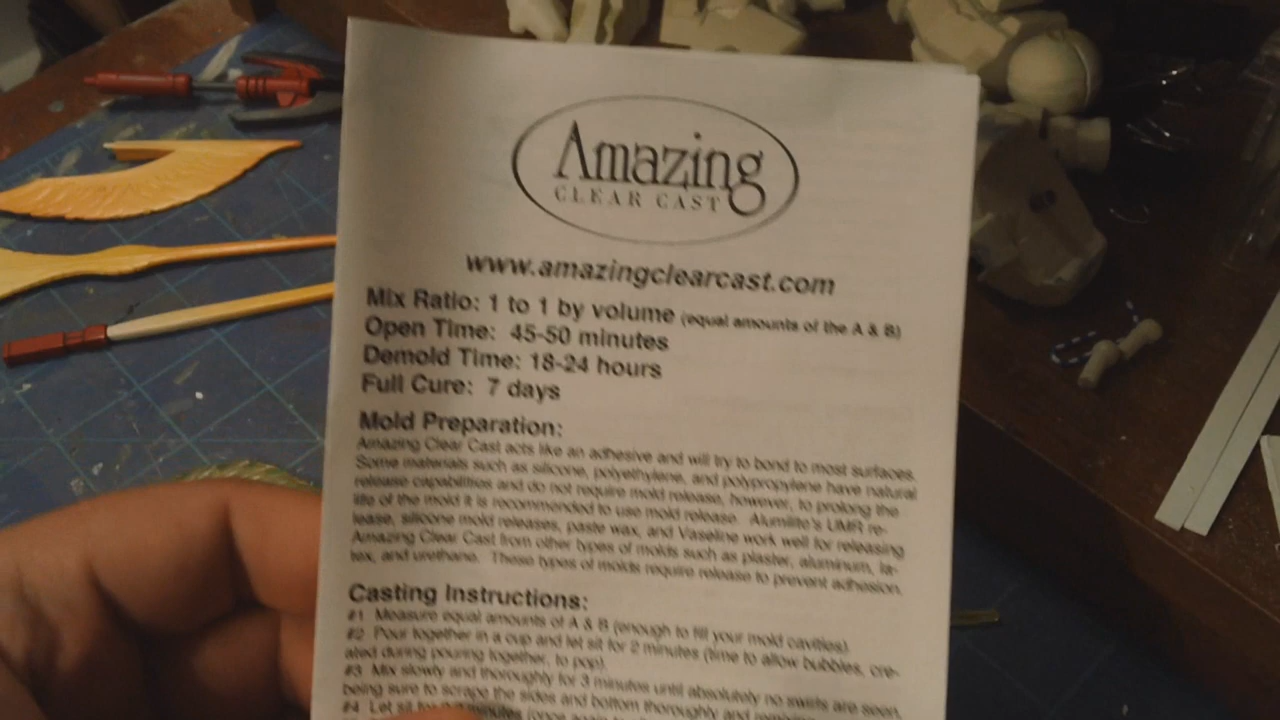 Amazing
CLEAR CAST
www.amazingclearcast.com
Mix Ratio: 1 to 1 by volume (equal amounts of the A & B)
Open Time: 45-50 minutes
Demold Time: 18-24 hours
Full Cure: 7 days
Mold Preparation:
Amazing Clear Cast acts like an adhesive and will try to bond to most surfaces.
Some materials such as silicone, polyethylene, and polypropylene have natural
release capabilities and do not require mold release, however, to prolong the
life of the mold it is recommended to use mold release. Alumilite's UMR re-
lease, silicone mold releases, paste wax, and Vaseline work well for releasing
Amazing Clear Cast from other types of molds such as plaster, aluminum, la-
tex, and urethane. These types of molds require release to prevent adhesion.
Casting Instructions:
#1 Measure equal amounts of A & B (enough to fill your mold cavities)
#2 Pour together in a cup and let sit for 2 minutes (time to allow bubbles, cre-
ated during pouring together, to pop).
#3 Mix slowly and thoroughly for 3 minutes until absolutely no swirls are seen,
being sure to scrape the sides and bottom thoroughly and
#4 Let sit for minutes (once again to